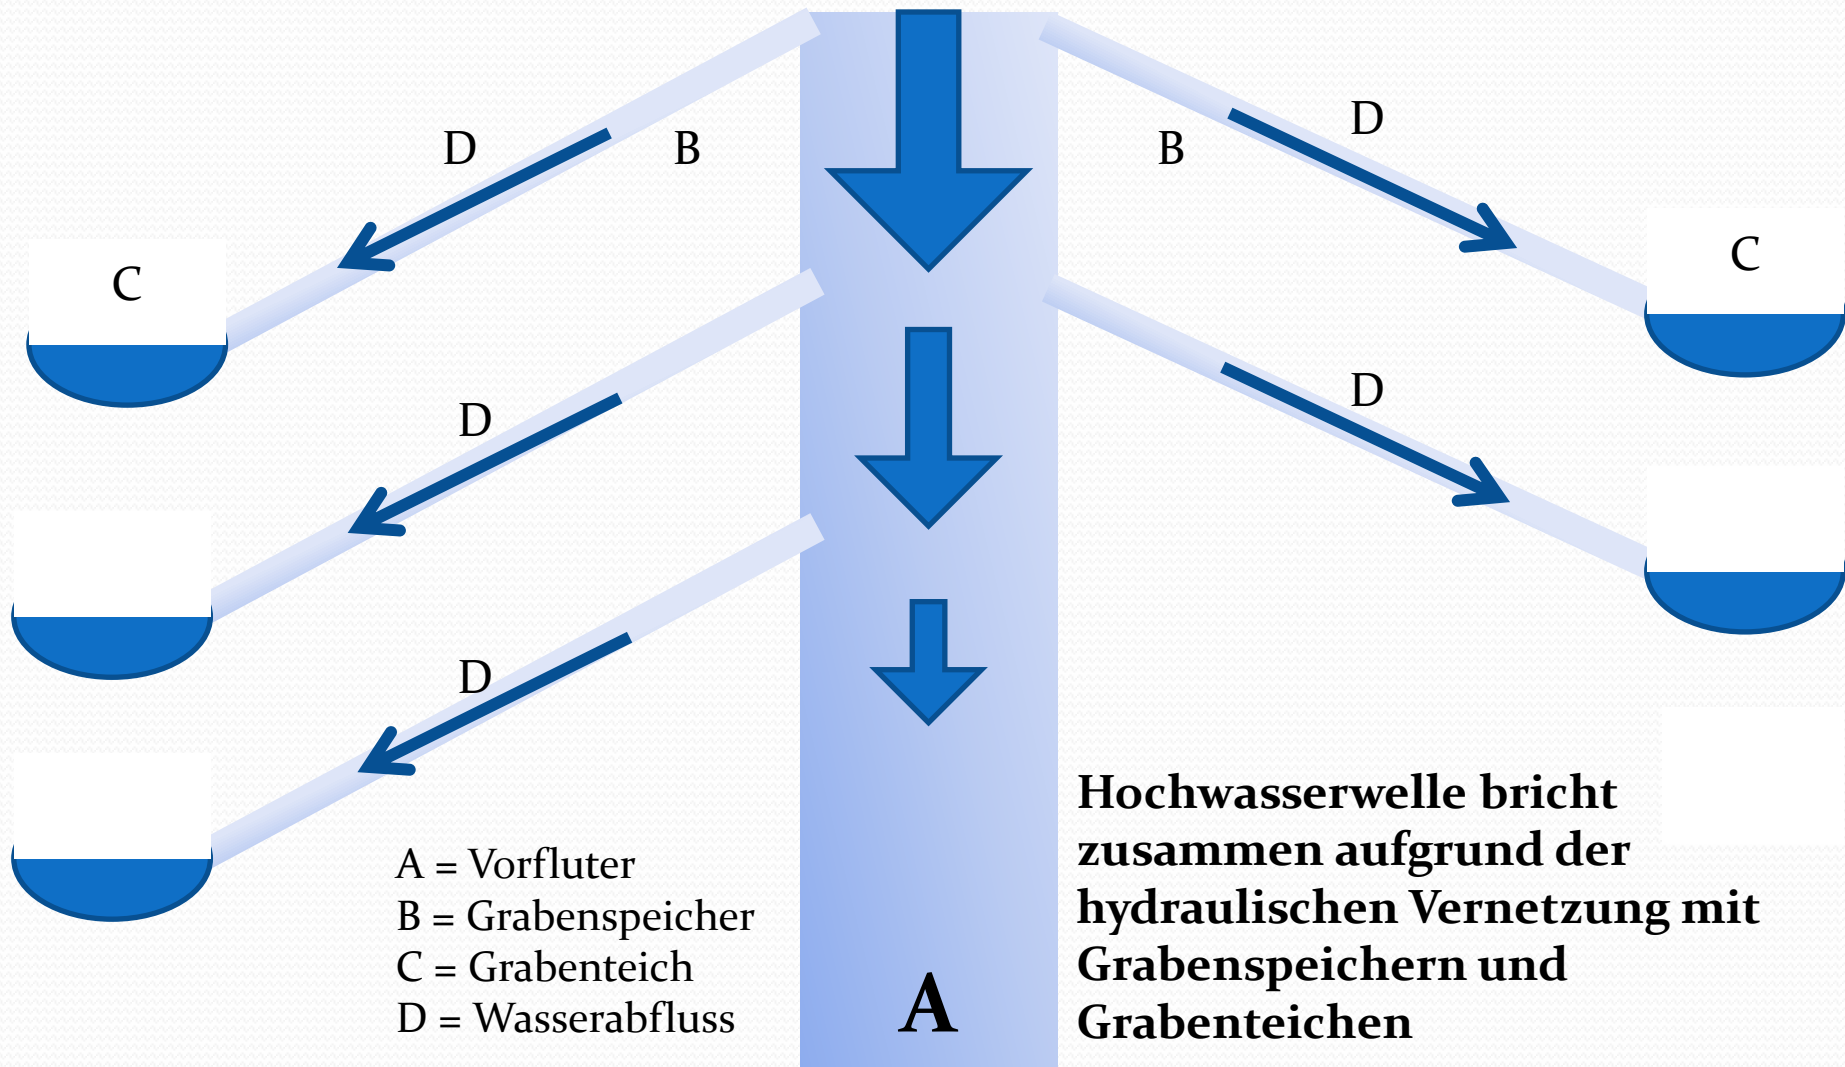 D
B
B
D
C
C
D
D
D
A = Vorfluter
B = Grabenspeicher
C = Grabenteich
D = Wasserabfluss
A
Hochwasserwelle bricht
zusammen aufgrund der
hydraulischen Vernetzung mit
Grabenspeichern und
Grabenteichen